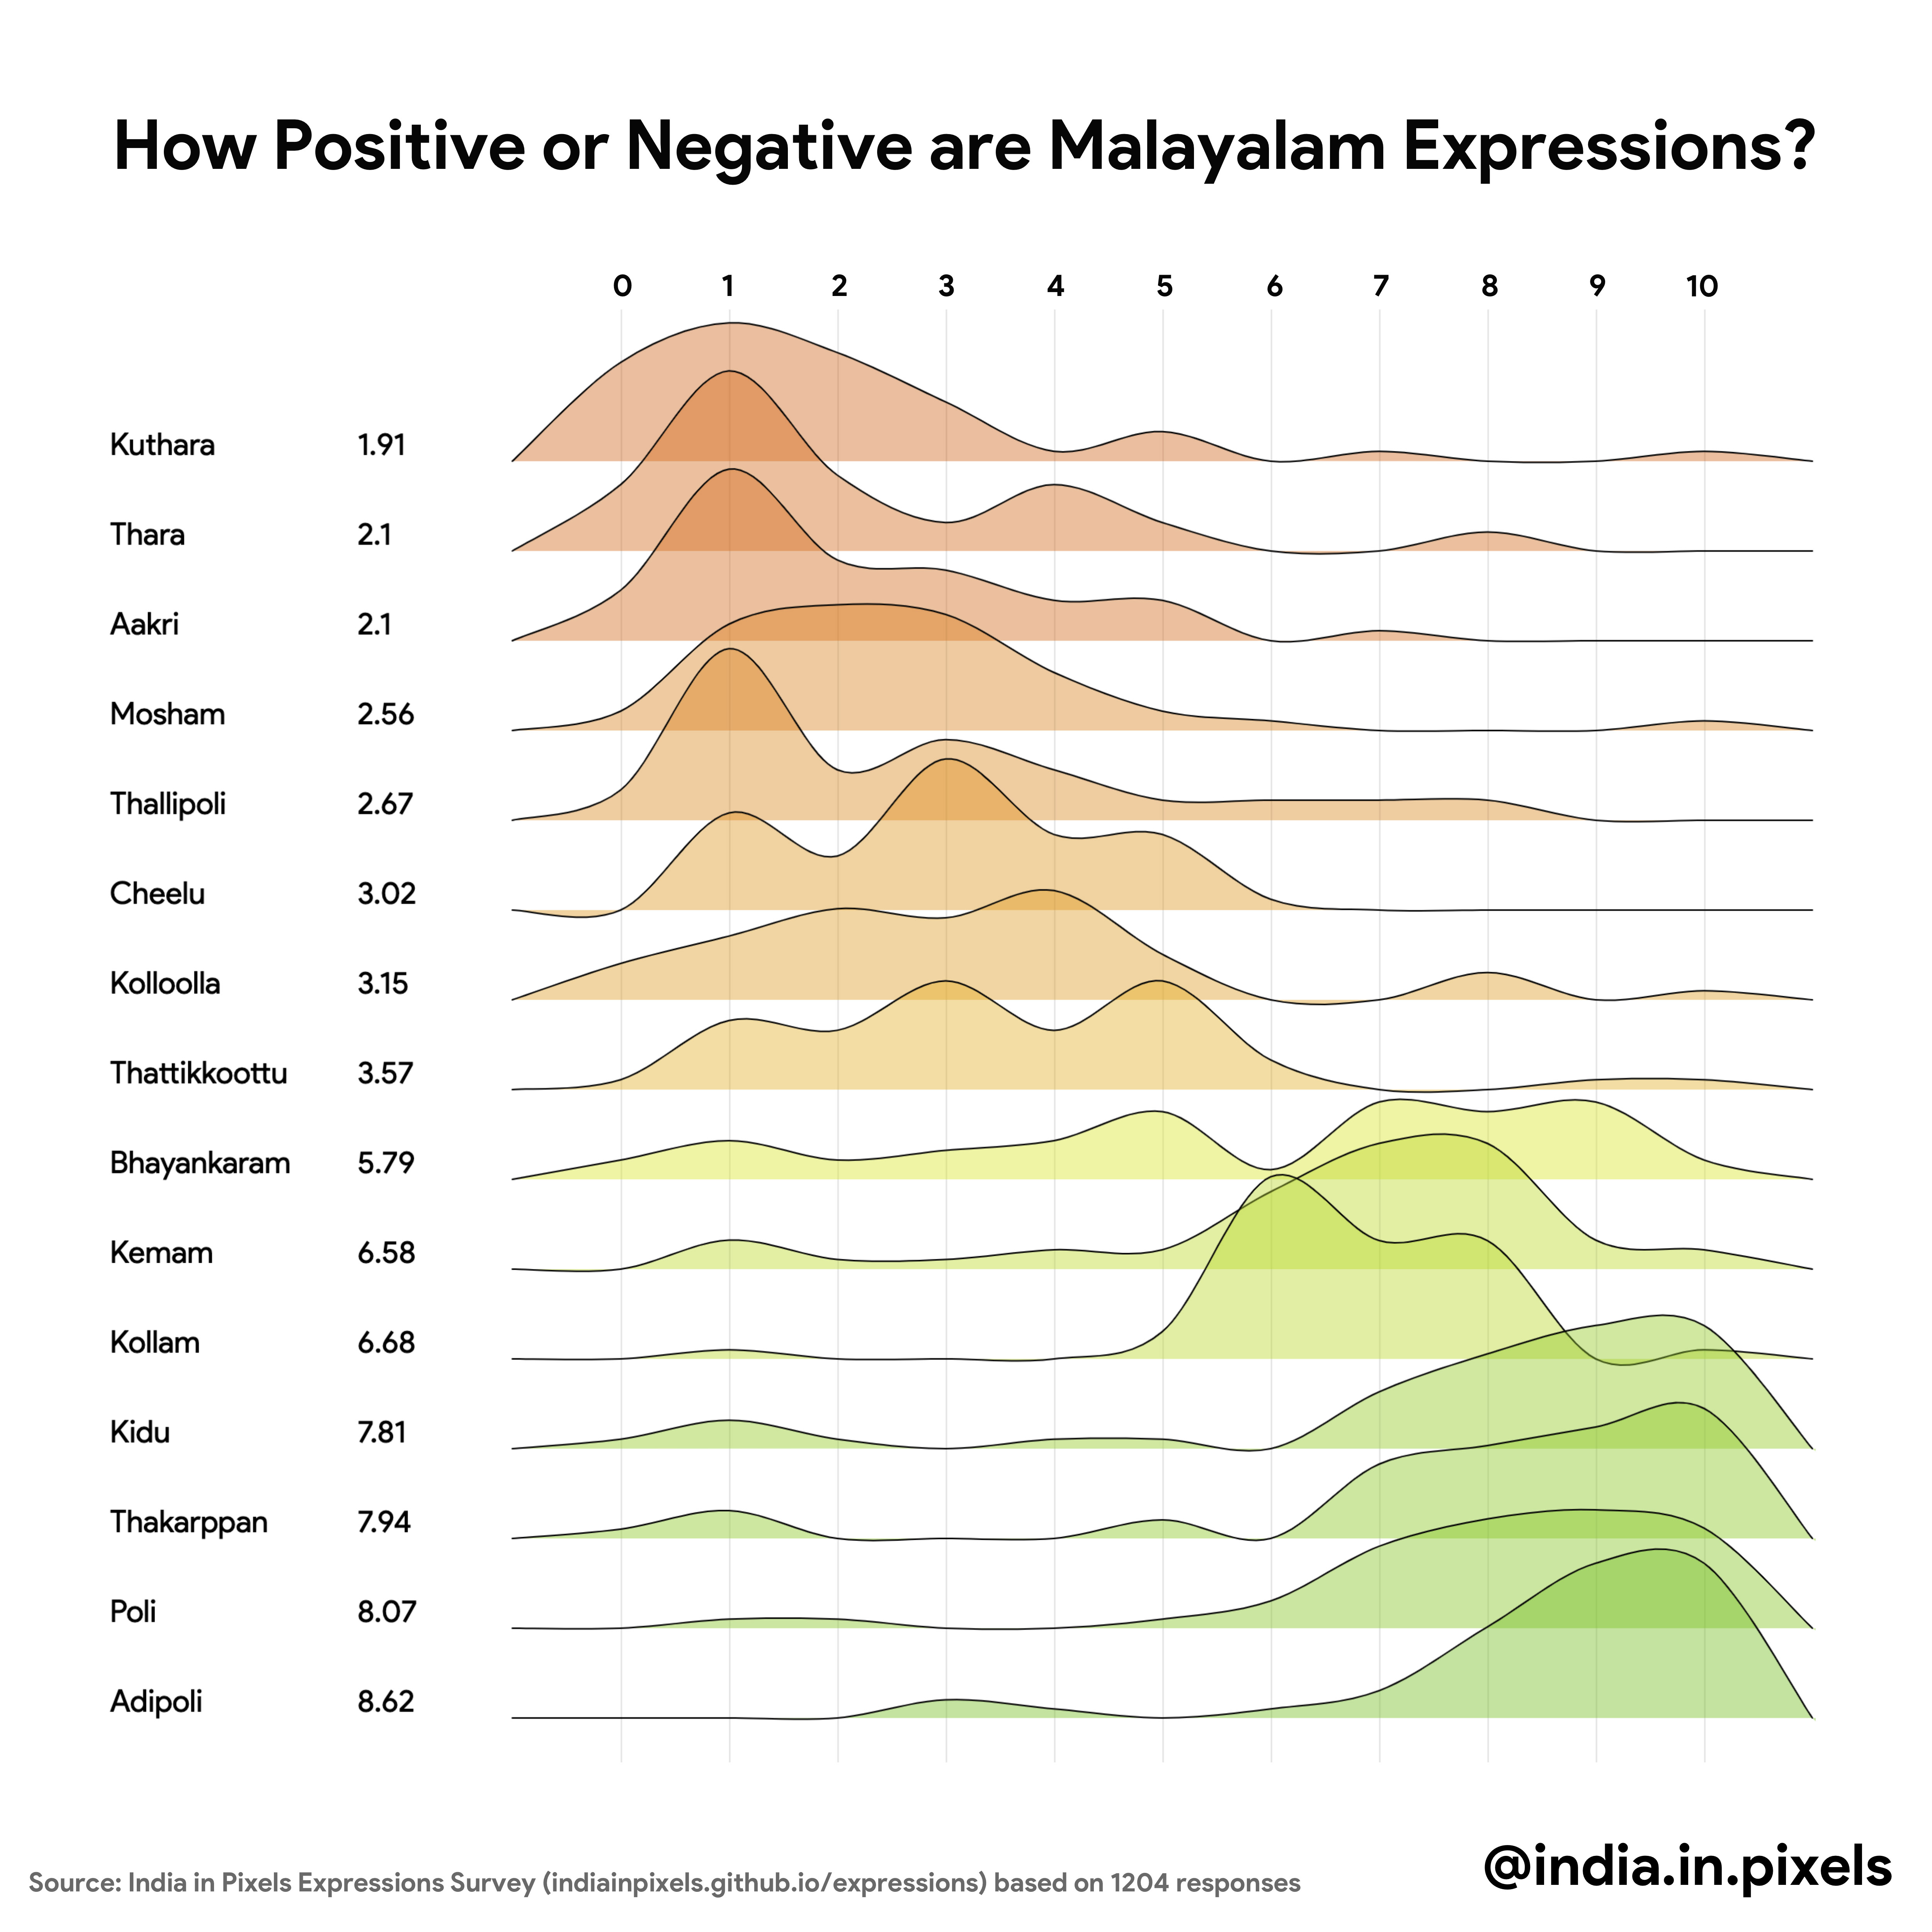 How Positive or Negative are Malayalam Expressions?
0 1 2 3 4 5 6 7 8 9 10
Kuthara 1.91
Thara 2.1
Aakri 2.1
Mosham 2.56
Thallipoli 2.67
Cheelu 3.02
Kolloolla 3.15
Thattikkoottu 3.57
Bhayankaram 5.79
Kemam 6.58
Kollam 6.68
Kidu 7.81
Thakarppan 7.94
Poli 8.07
Adipoli 8.62
Source: India in Pixels Expressions Survey (indiainpixels.github.io/expressions) based on 1204 responses
@india.in.pixels